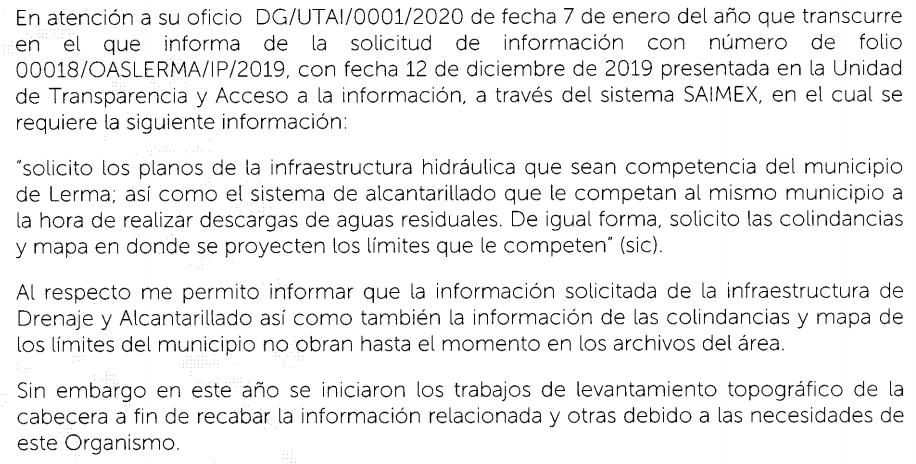 En atención a su oficio DG/UTAI/0001/2020 de fecha 7 de enero del año que transcurre
en el que informa de la solicitud de información con número de folio
00018/OASLERMA/IP/2019, con fecha 12 de diciembre de 2019 presentada en la Unidad
de Transparencia y Acceso a la información, a través del sistema SAIMEX, en el cual se
requiere la siguiente información:
"solicito los planos de la infraestructura hidráulica que sean competencia del municipio
de Lerma; así como el sistema de alcantarillado que le competan al mismo municipio a
la hora de realizar descargas de aguas residuales. De igual forma, solicito las colindancias
y mapa en donde se proyecten los límites que le competen" (sic).
Al respecto me permito informar que la información solicitada de la infraestructura de
Drenaje y Alcantarillado así como también la información de las colindancias y mapa de
los límites del municipio no obran hasta el momento en los archivos del área.
Sin embargo en este año se iniciaron los trabajos de levantamiento topográfico de la
cabecera a fin de recabar la información relacionada y otras debido a las necesidades de
este Organismo.